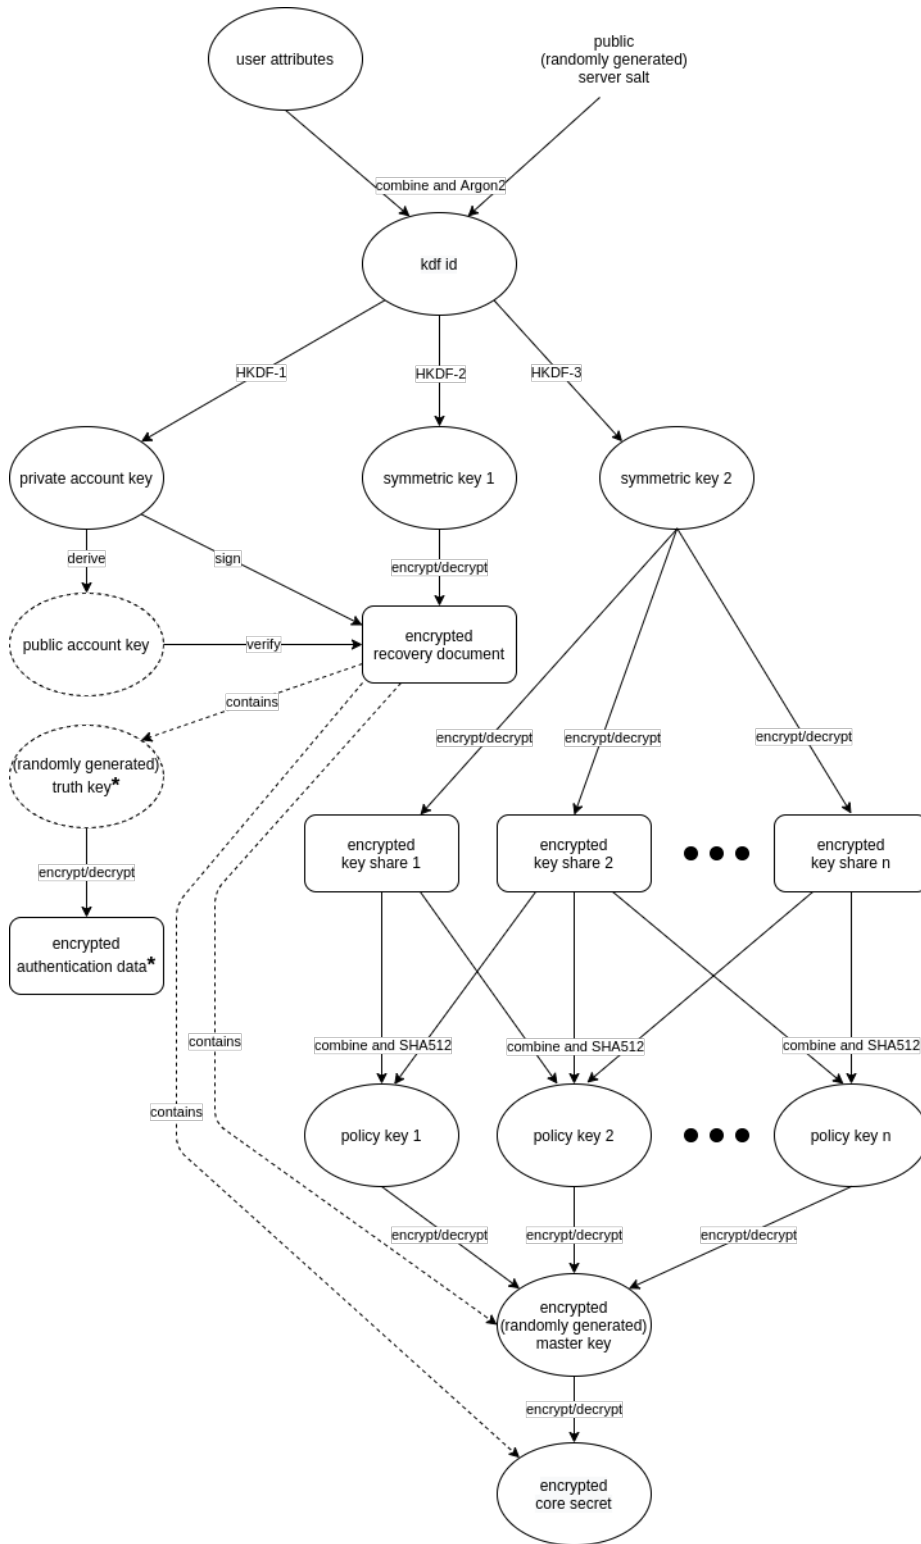 user attributes
public
(randomly generated)
server salt
combine and Argon2
kdf id
HKDF-1
HKDF-2
HKDF-3
private account key
symmetric key 1
symmetric key 2
derive
sign
encrypt/decrypt
public account key
verify
encrypted
recovery document
contains
(randomly generated)
truth key*
encrypt/decrypt
encrypt/decrypt
encrypt/decrypt
encrypted
key share 1
encrypted
key share 2
encrypted
key share n
encrypt/decrypt
encrypted
authentication data*
contains
combine and SHA512
combine and SHA512
combine and SHA512
contains
policy key 1
policy key 2
policy key n
encrypt/decrypt
encrypt/decrypt
encrypt/decrypt
encrypted
(randomly generated)
master key
encrypt/decrypt
encrypted
core secret